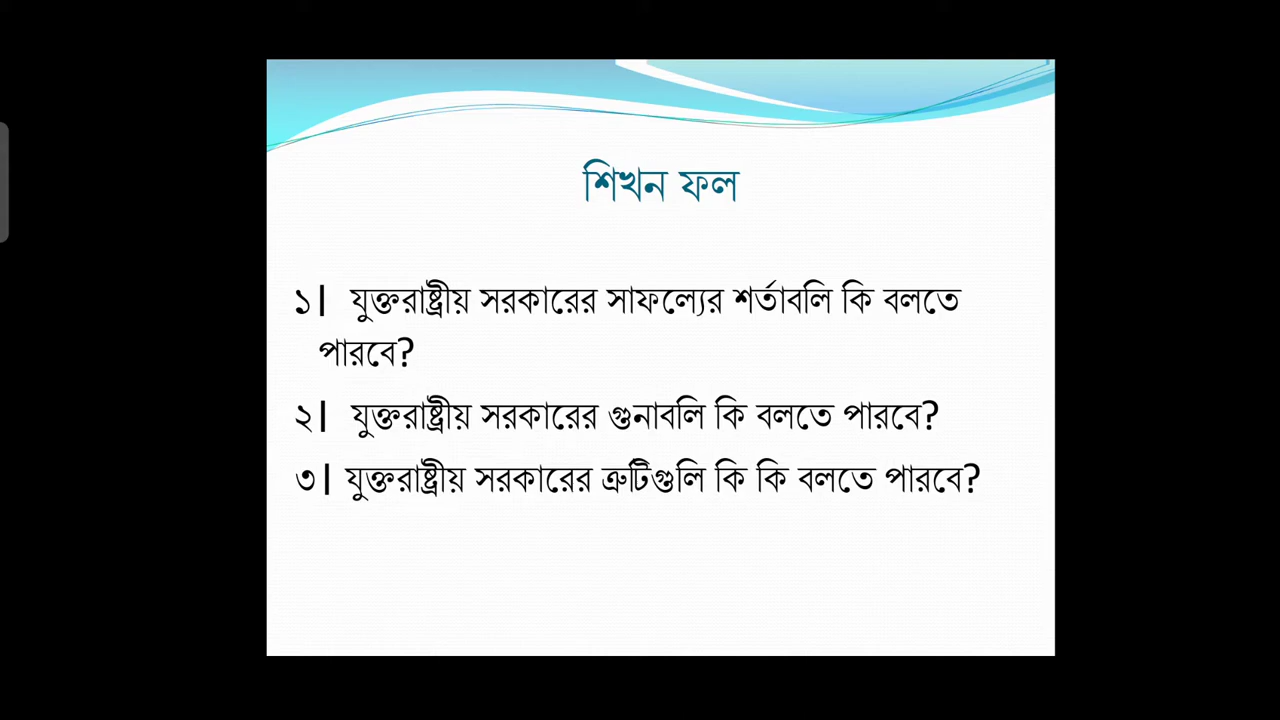 শিখন ফল
১। যুক্তরাষ্ট্রীয় সরকারের সাফল্যের শর্তাবলি কি বলতে
পারবে?
২। যুক্তরাষ্ট্রীয় সরকারের গুনাবলি কি বলতে পারবে?
৩। যুক্তরাষ্ট্রীয় সরকারের ত্রুটিগুলি কি কি বলতে পারবে?